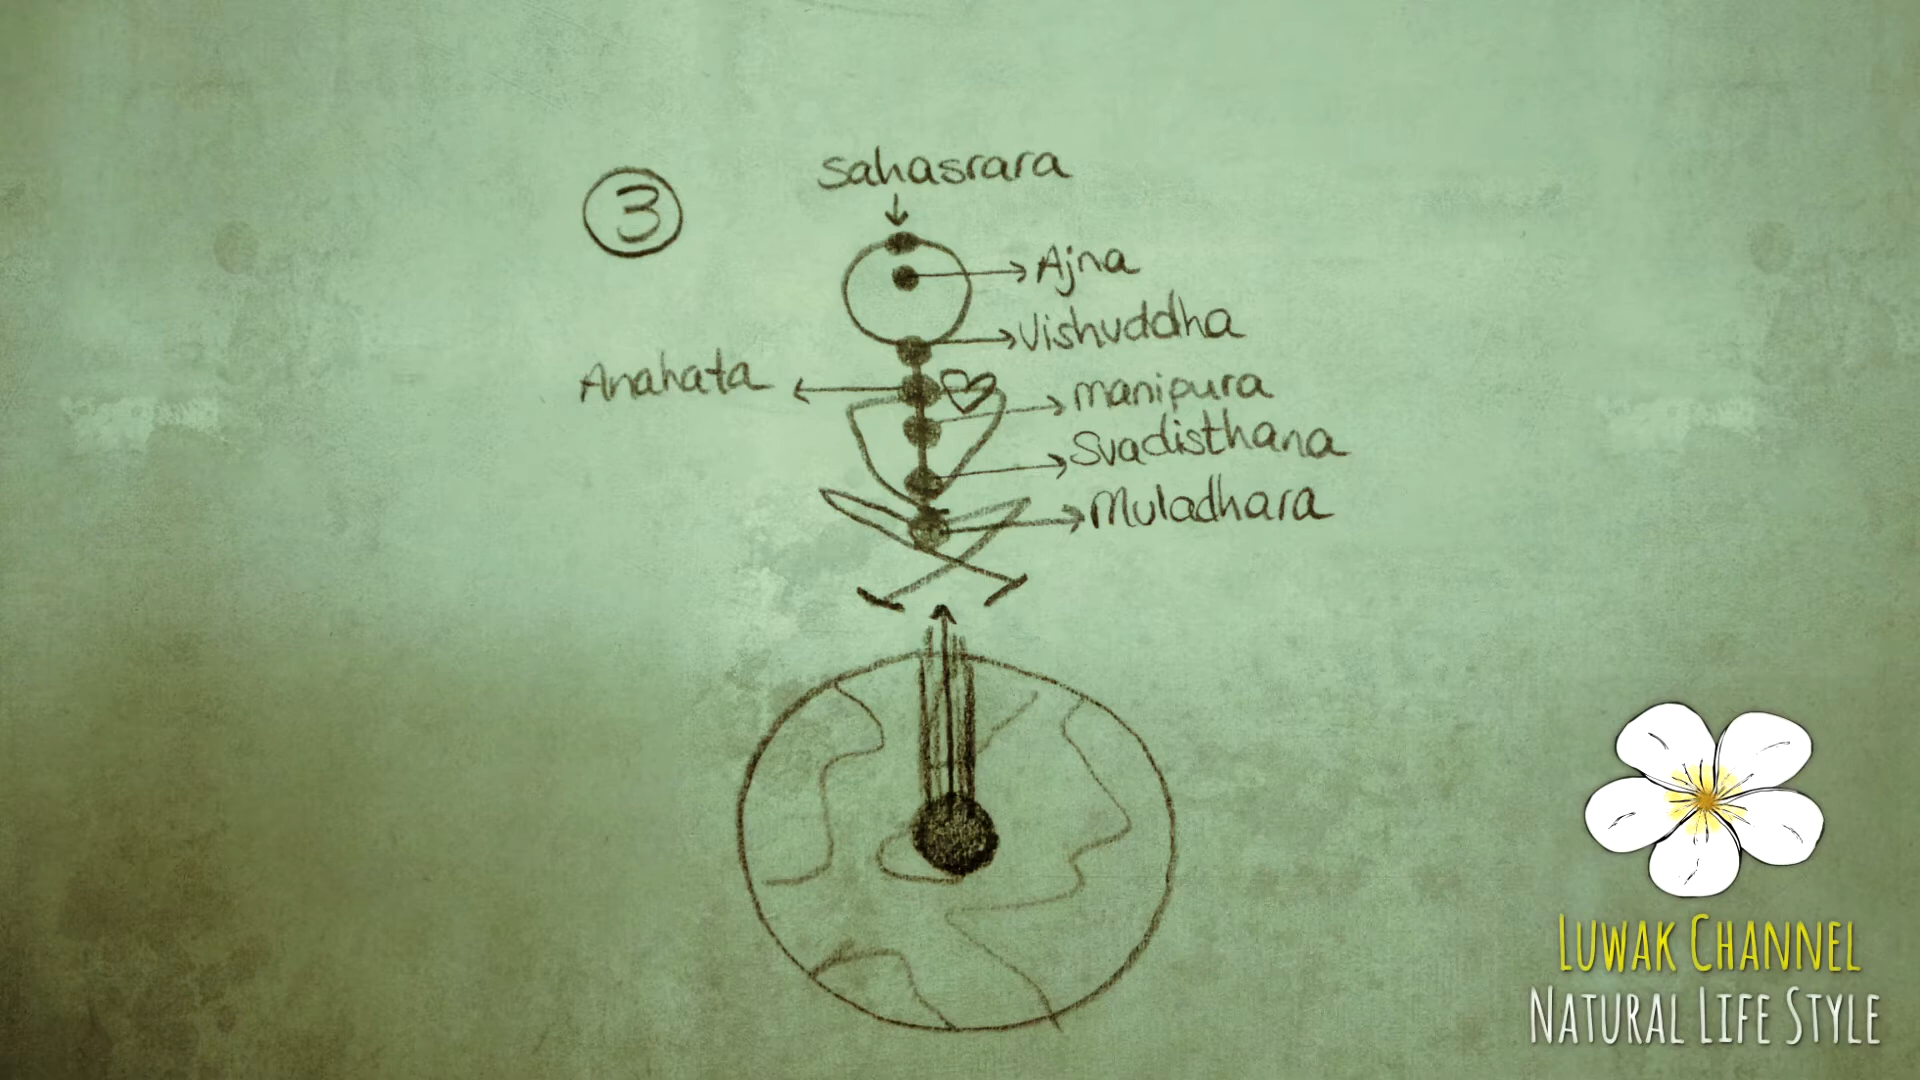 3
Sahasrara
Ajna
Vishuddha
Anahata
manipura
Svadisthana
Muladhara
LUWAK CHANNEL
NATURAL LIFE STYLE